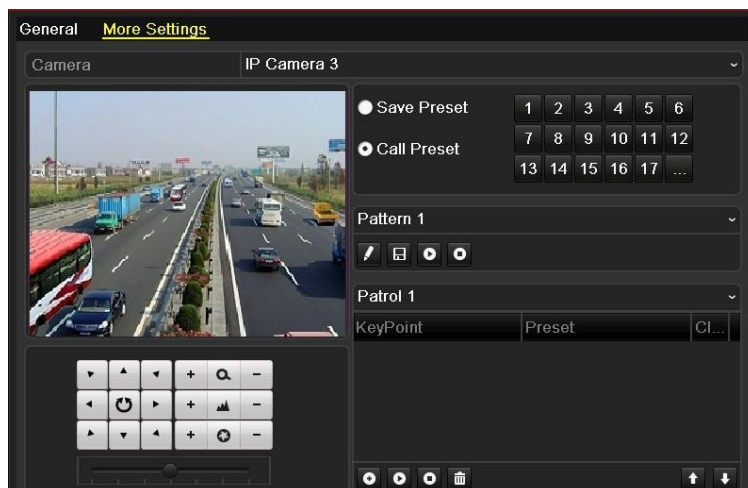 General More Settings
Camera IP Camera 3
Save Preset
1 2 3 4 5 6
Call Preset
7 8 9 10 11 12
13 14 15 16 17 ...
Pattern 1
Patrol 1
KeyPoint Preset Cl...